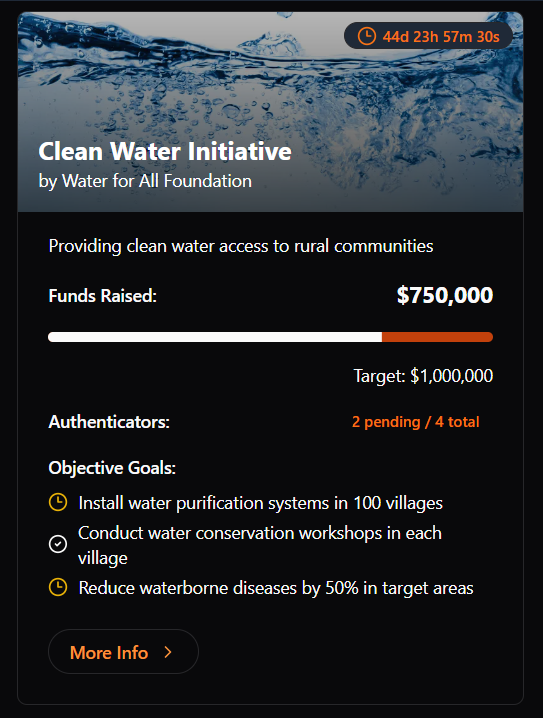 44d 23h 57m 30s
Clean Water Initiative
by Water for All Foundation
Providing clean water access to rural communities
Funds Raised: $750,000
Target: $1,000,000
Authenticators: 2 pending / 4 total
Objective Goals:
Install water purification systems in 100 villages
Conduct water conservation workshops in each
village
Reduce waterborne diseases by 50% in target areas
More Info